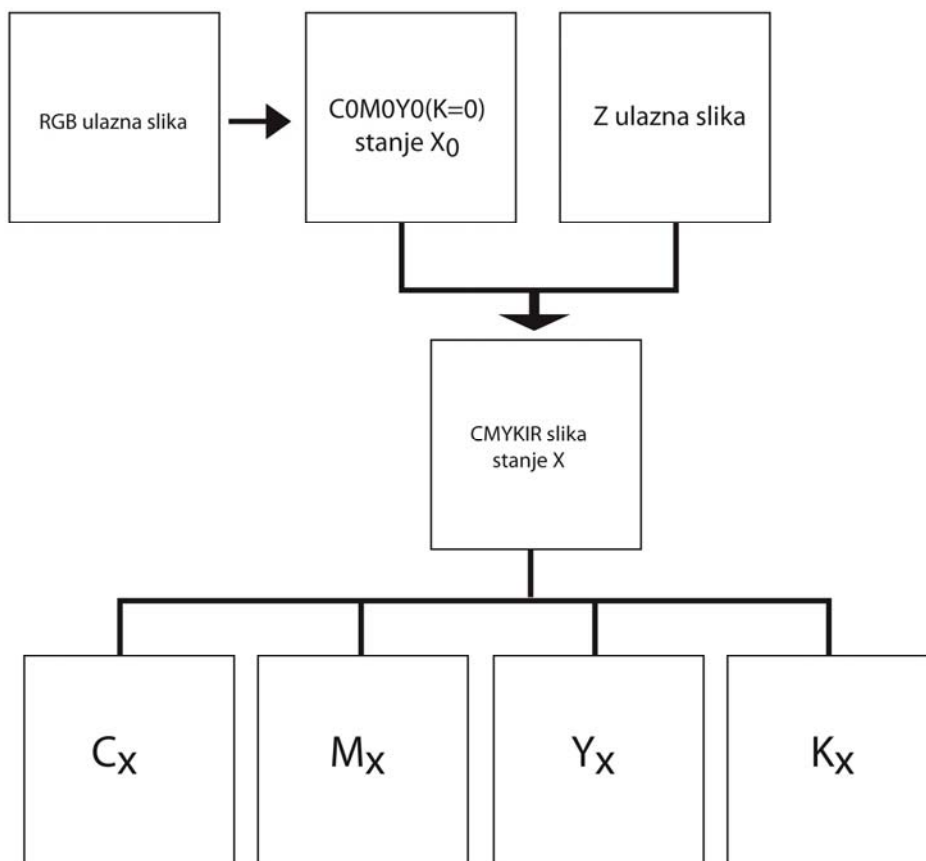 RGB ulazna slika
C0M0Y0(K=0)
stanje X0
Z ulazna slika
CMYKIR slika
stanje X
Cx
Mx
Yx
Kx